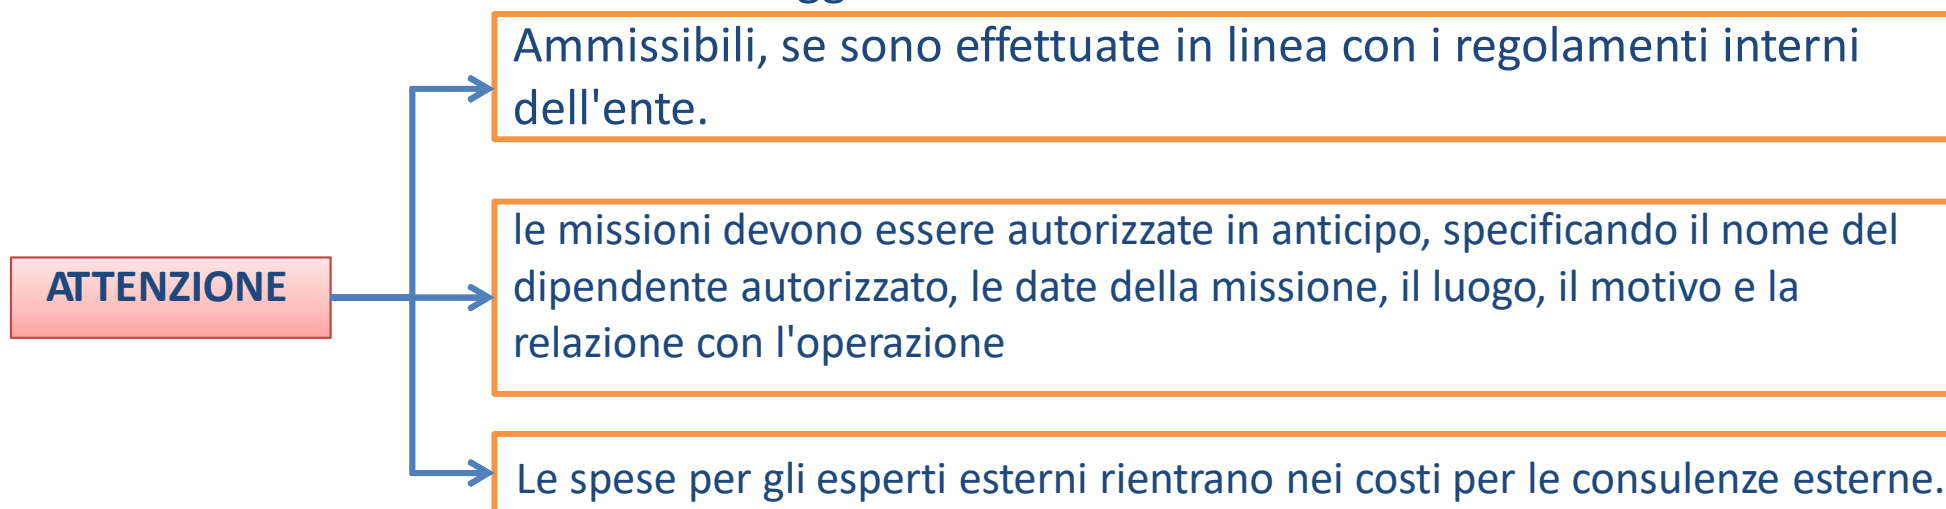 Ammissibili, se sono effettuate in linea con i regolamenti interni
dell'ente.
le missioni devono essere autorizzate in anticipo, specificando il nome del
dipendente autorizzato, le date della missione, il luogo, il motivo e la
relazione con l'operazione
ATTENZIONE
Le spese per gli esperti esterni rientrano nei costi per le consulenze esterne.